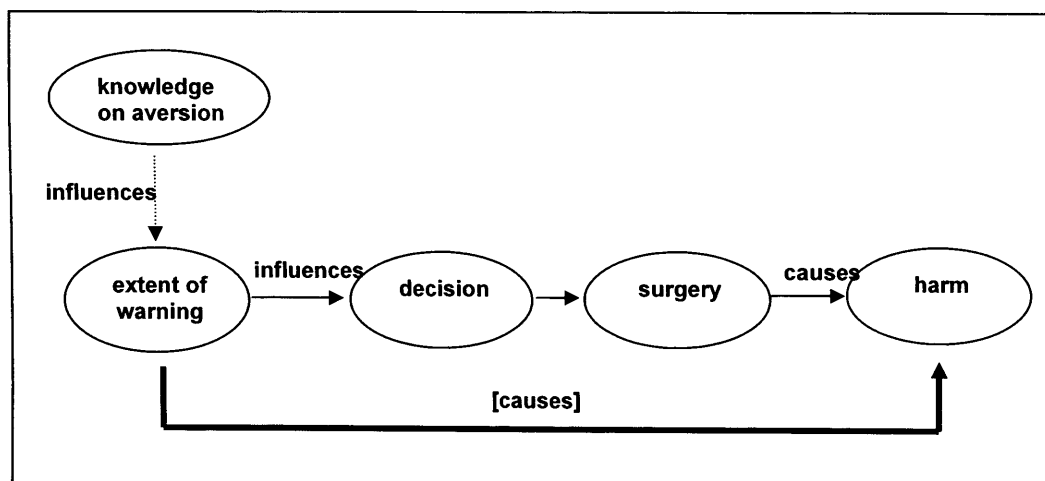 knowledge
on aversion
influences
extent of
warning
influences
decision
surgery
causes
harm
[causes]